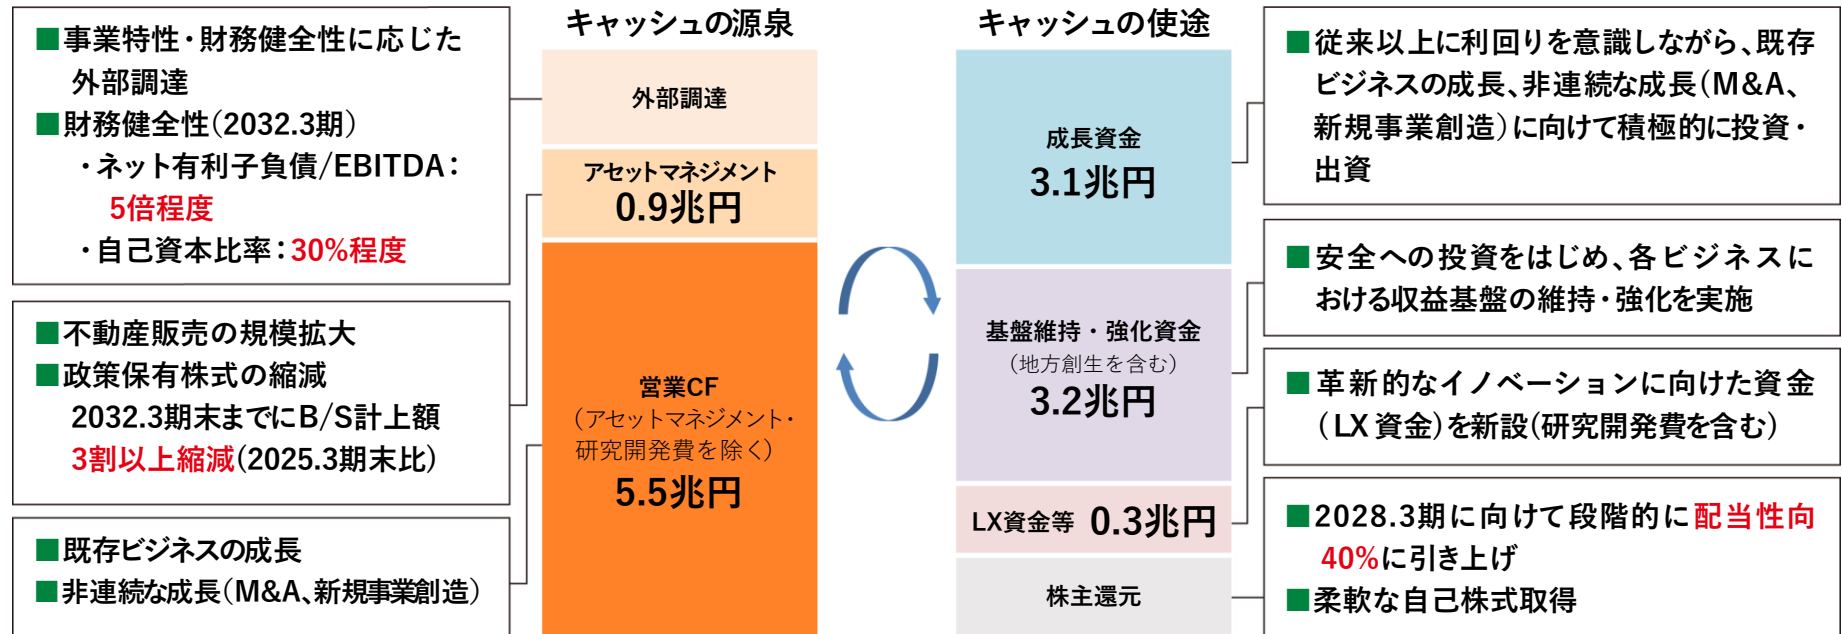 ■事業特性・財務健全性に応じた
外部調達
■財務健全性（2032.3期）
・ネット有利子負債/EBITDA：
5倍程度
・自己資本比率：30%程度
■不動産販売の規模拡大
■政策保有株式の縮減
2032.3期末までにB/S計上額
3割以上縮減(2025.3期末比)
■既存ビジネスの成長
■非連続な成長（M&A、新規事業創造）
キャッシュの源泉
外部調達
アセットマネジメント
0.9兆円
営業CF
（アセットマネジメント・
研究開発費を除く）
5.5兆円
キャッシュの使途
成長資金
3.1兆円
基盤維持・強化資金
（地方創生を含む）
3.2兆円
LX資金等 0.3兆円
株主還元
■従来以上に利回りを意識しながら、既存
ビジネスの成長、非連続な成長（M&A、
新規事業創造）に向けて積極的に投資・
出資
■安全への投資をはじめ、各ビジネスに
おける収益基盤の維持・強化を実施
■革新的なイノベーションに向けた資金
（LX資金）を新設(研究開発費を含む)
■2028.3期に向けて段階的に配当性向
40%に引き上げ
■柔軟な自己株式取得